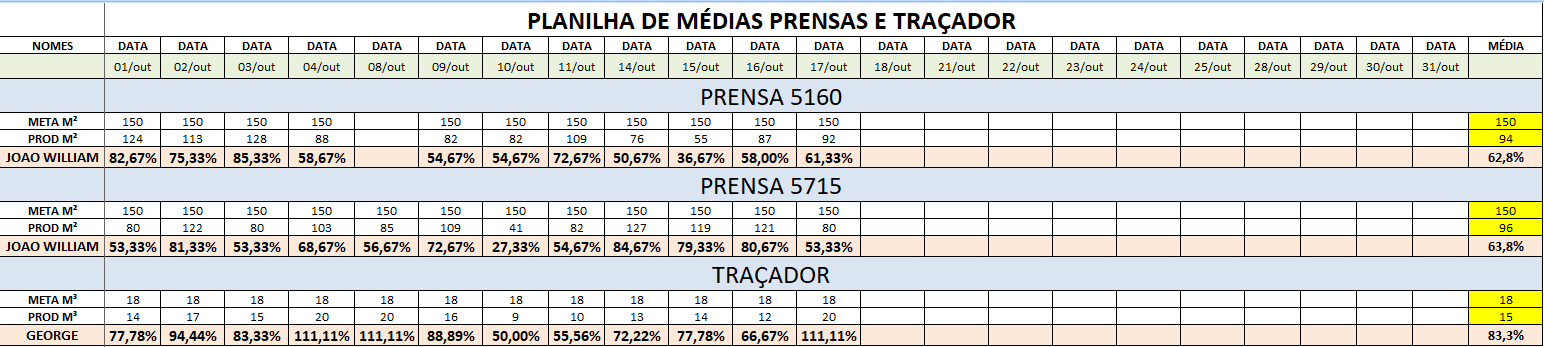 PLANILHA DE MÉDIAS PRENSAS E TRAÇADOR
NOMES DATA DATA DATA DATA DATA DATA DATA DATA DATA DATA DATA DATA DATA DATA DATA DATA DATA DATA DATA DATA DATA MÉDIA
01/out 02/out 03/out 04/out 08/out 09/out 10/out 11/out 14/out 15/out 16/out 17/out 18/out 21/out 22/out 23/out 24/out 25/out 28/out 29/out 30/out 31/out
PRENSA 5160
META M² 150 150 150 150 150 150 150 150 150 150 150 150
PROD M² 124 113 128 88 82 82 109 76 55 87 92 94
JOAO WILLIAM 82,67% 75,33% 85,33% 58,67% 54,67% 54,67% 72,67% 50,67% 36,67% 58,00% 61,33% 62,8%
PRENSA 5715
META M² 150 150 150 150 150 150 150 150 150 150 150 150 150
PROD M² 80 122 80 103 85 109 41 82 127 119 121 80 96
JOAO WILLIAM 53,33% 81,33% 53,33% 68,67% 56,67% 72,67% 27,33% 54,67% 84,67% 79,33% 80,67% 53,33% 63,8%
TRAÇADOR
META M³ 18 18 18 18 18 18 18 18 18 18 18 18 18
PROD M³ 14 17 15 20 20 16 9 10 13 14 12 20 15
GEORGE 77,78% 94,44% 83,33% 111,11% 111,11% 88,89% 50,00% 55,56% 72,22% 77,78% 66,67% 111,11% 83,3%